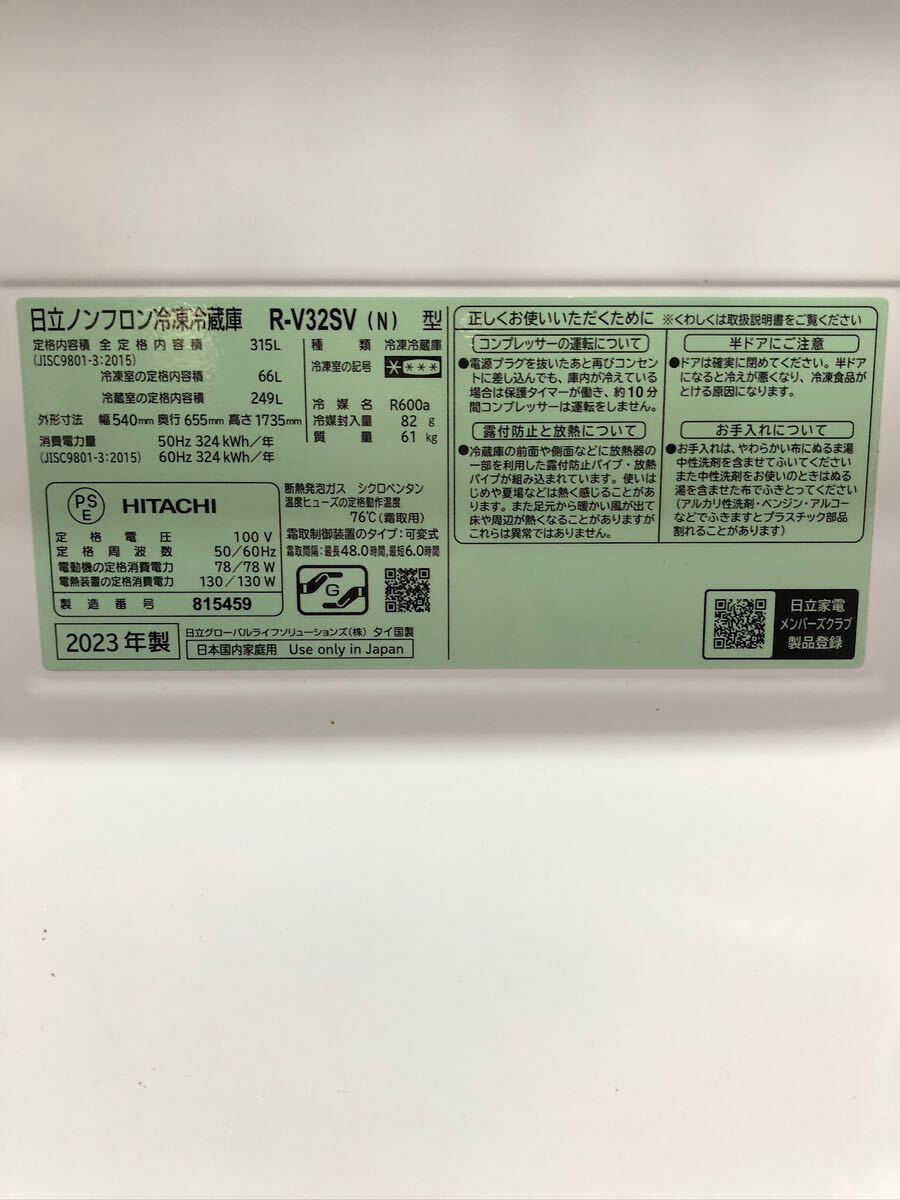 日立ノンフロン冷凍冷蔵庫 R-V32SV (N) 型
定格内容積 全定格内容積 315L
(JISC9801-3:2015)
冷凍室の定格内容積 66L
冷蔵室の定格内容積 249L
外形寸法 幅540mm 奥行655mm 高さ1735mm
消費電力量 50Hz 324kWh/年
(JISC9801-3:2015) 60Hz 324kWh/年
種類 冷凍冷蔵庫
冷凍室の記号 ****
冷媒名 R600a
冷媒封入量 82g
質量 61kg
PS
E
HITACHI
定格電圧 100V
定格周波数 50/60Hz
電動機の定格消費電力 78/78W
電熱装置の定格消費電力 130/130W
製造番号 815459
断熱発泡ガス シクロペンタン
温度ヒューズの定格動作温度
76℃(霜取用)
霜取制御装置のタイプ:可変式
霜取間隔:最長48.0時間,最短6.0時間
G
2023年製
日立グローバルライフソリューションズ(株) タイ国製
日本国内家庭用 Use only in Japan
正しくお使いいただくために ※くわしくは取扱説明書をご覧ください
コンプレッサーの運転について
●電源プラグを抜いたあと再びコンセン
トに差し込んでも、庫内が冷えている
場合は保護タイマーが働き、約10分
間コンプレッサーは運転をしません。
露付防止と放熱について
●冷蔵庫の前面や側面などに放熱器の
一部を利用した露付防止パイプ・放熱
パイプが組み込まれています。使いは
じめや夏場などは熱く感じることがあり
ます。また足元から暖かい風が出て
床や周辺が熱くなることがありますが
これらは異常ではありません。
半ドアにご注意
●ドアは確実に閉めてください。半ドア
になると冷えが悪くなり、冷凍食品が
とける原因になります。
お手入れについて
●お手入れは、やわらかい布にぬるま湯
中性洗剤を含ませてふいてください
また中性洗剤をお使いのときはぬる
湯を含ませた布でふきとってください
(アルカリ性洗剤・ベンジン・アルコー
などでふきますとプラスチック部品
割れることがあります)
日立家電
メンバーズクラブ
製品登録